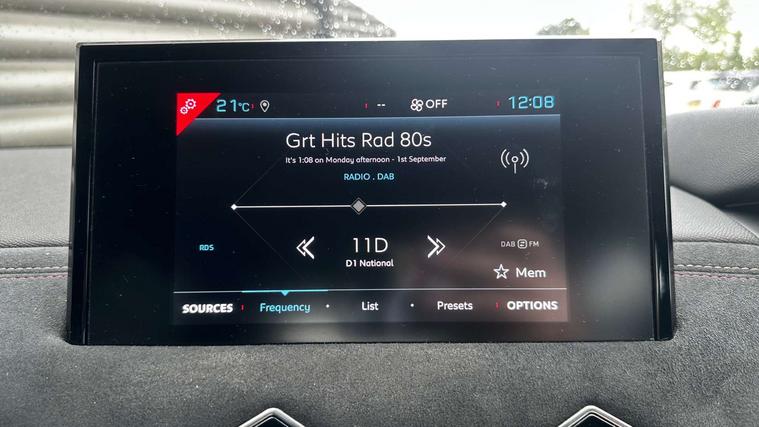 21°C -- OFF 12:08
Grt Hits Rad 80s
It's 1:08 on Monday afternoon - 1st September
RADIO . DAB
RDS 11D DAB FM
D1 National
Mem
SOURCES Frequency List Presets OPTIONS